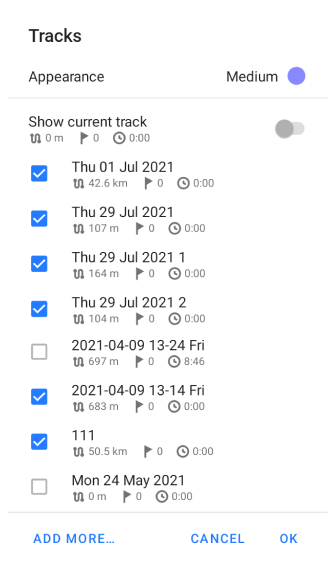 Tracks
Appearance Medium
Show current track
0 m 0 0:00
Thu 01 Jul 2021
42.6 km 0 0:00
Thu 29 Jul 2021
107 m 0 0:00
Thu 29 Jul 2021 1
164 m 0 0:00
Thu 29 Jul 2021 2
104 m 0 0:00
2021-04-09 13-24 Fri
697 m 0 8:46
2021-04-09 13-14 Fri
683 m 0 0:00
111
50.5 km 0 0:00
Mon 24 May 2021
0 m 0 0:00
ADD MORE… CANCEL OK